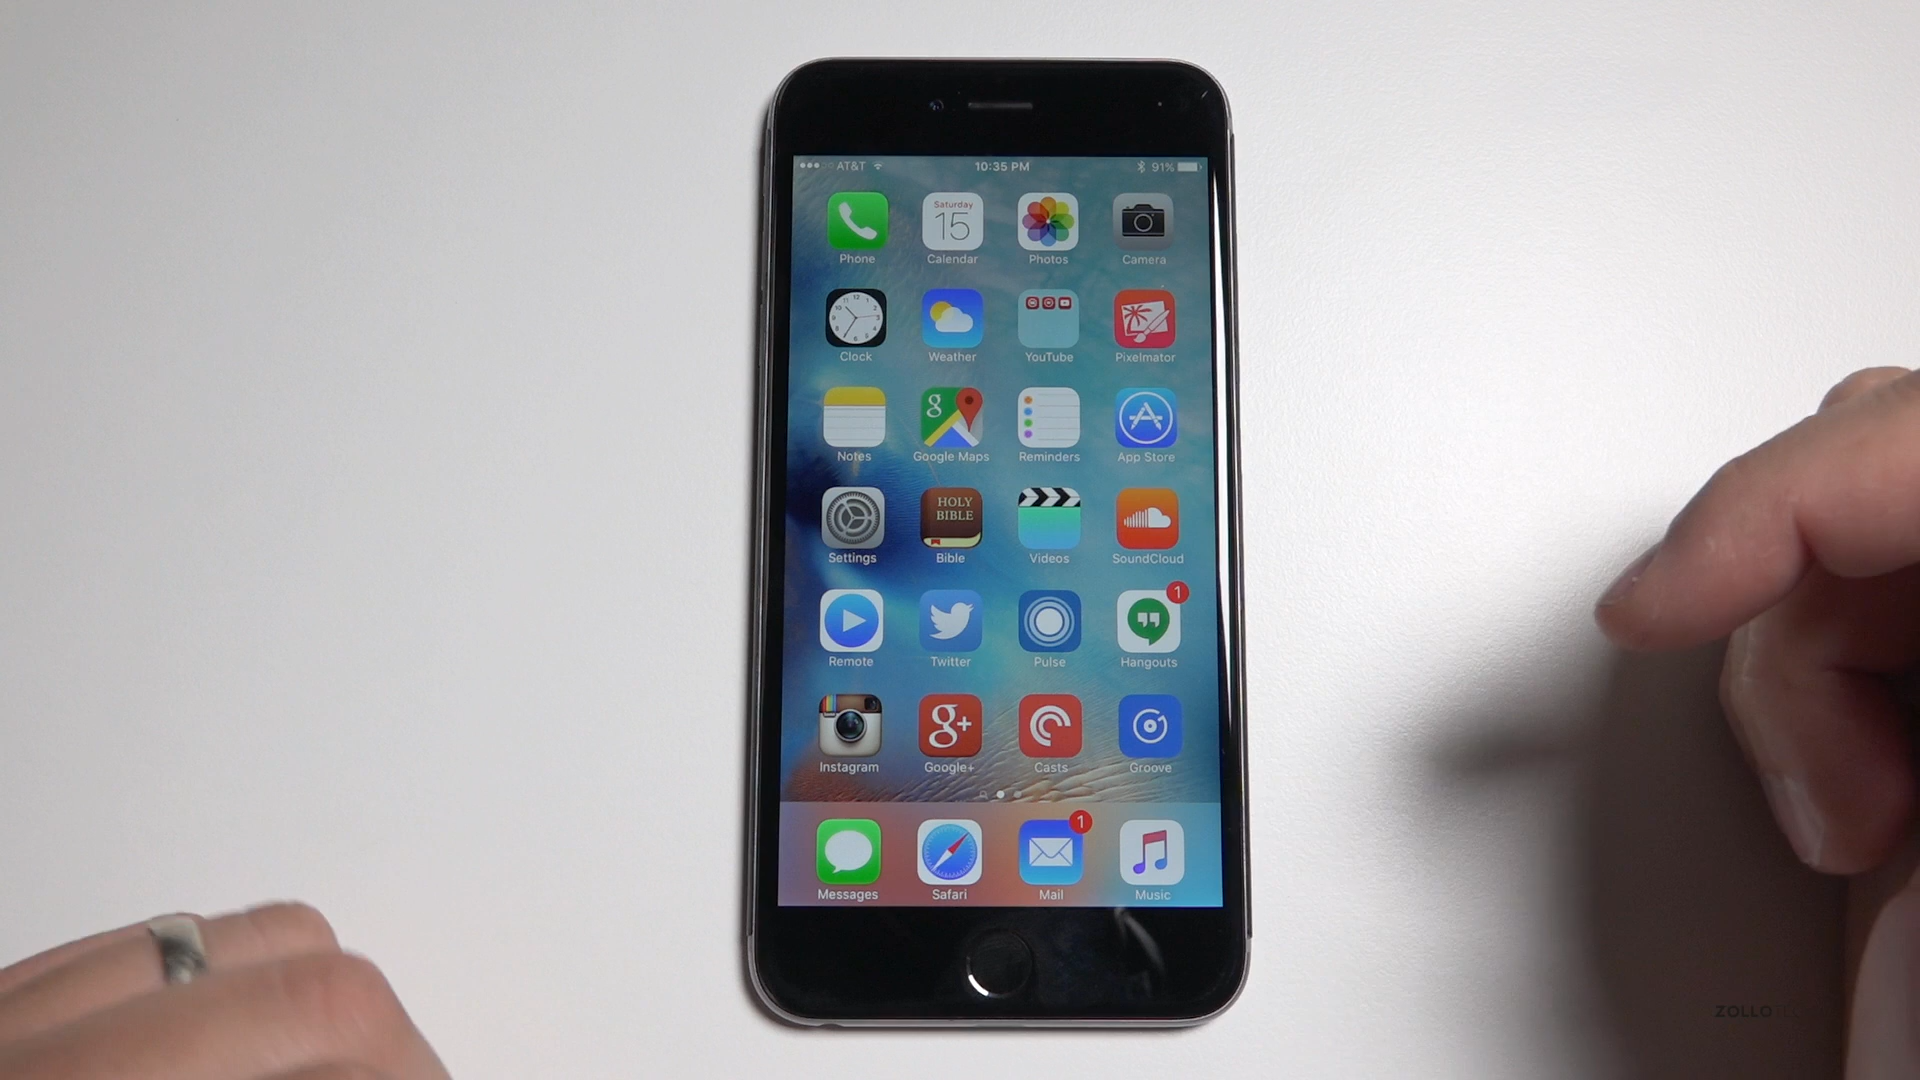 AT&T 10:35 PM 91%
Saturday
15
Phone Calendar Photos Camera
12
Clock Weather YouTube Pixelmator
g
Notes Google Maps Reminders App Store
HOLY
BIBLE
Settings Bible Videos SoundCloud
1
Remote Twitter Pulse Hangouts
g+
Instagram Google+ Casts Groove
1
Messages Safari Mail Music